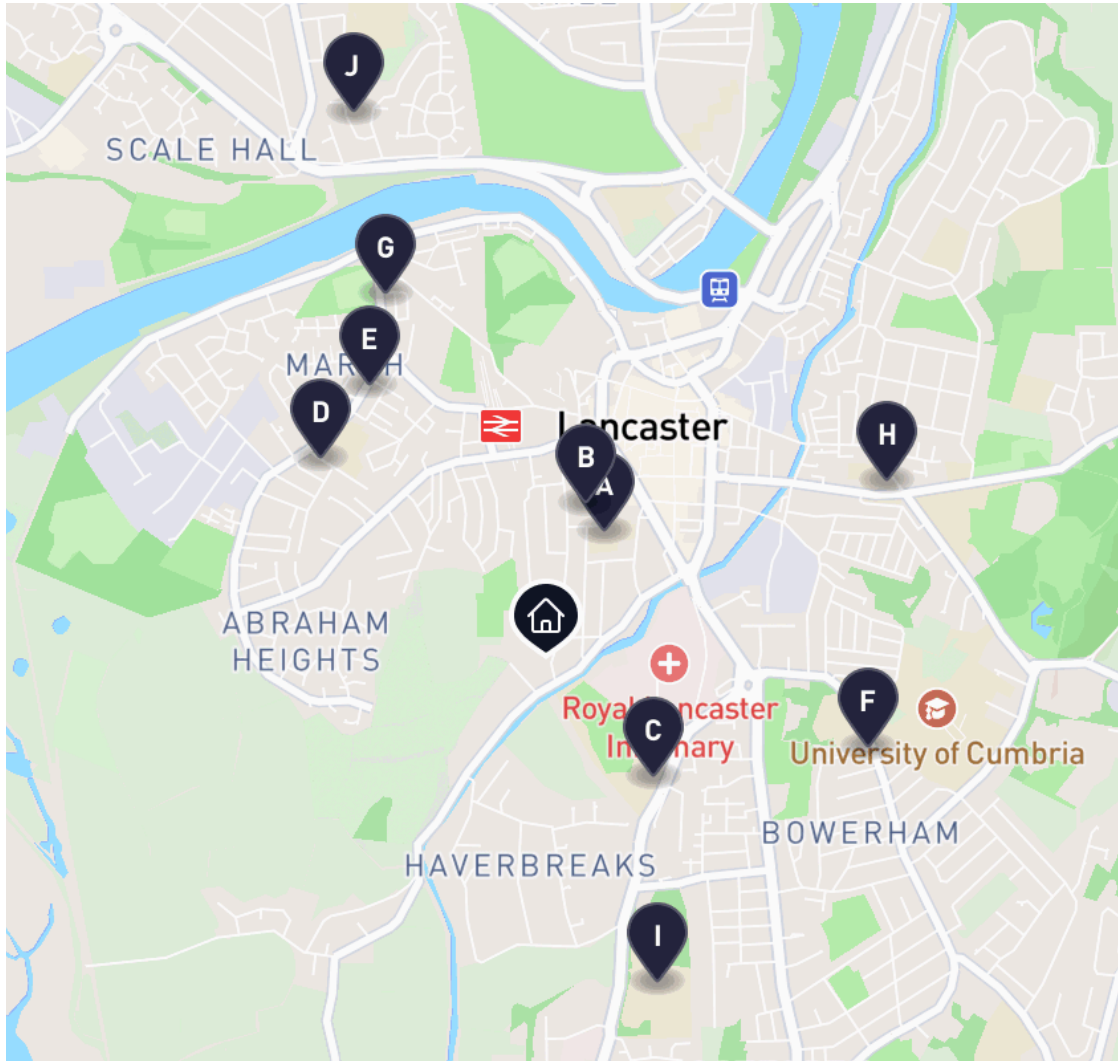 J
SCALE HALL
G
E
MARSH
D
Lancaster
B
A
H
ABRAHAM
HEIGHTS
Royal Lancaster
Infirmary
C
F
University of Cumbria
BOWERHAM
HAVERBREAKS
I